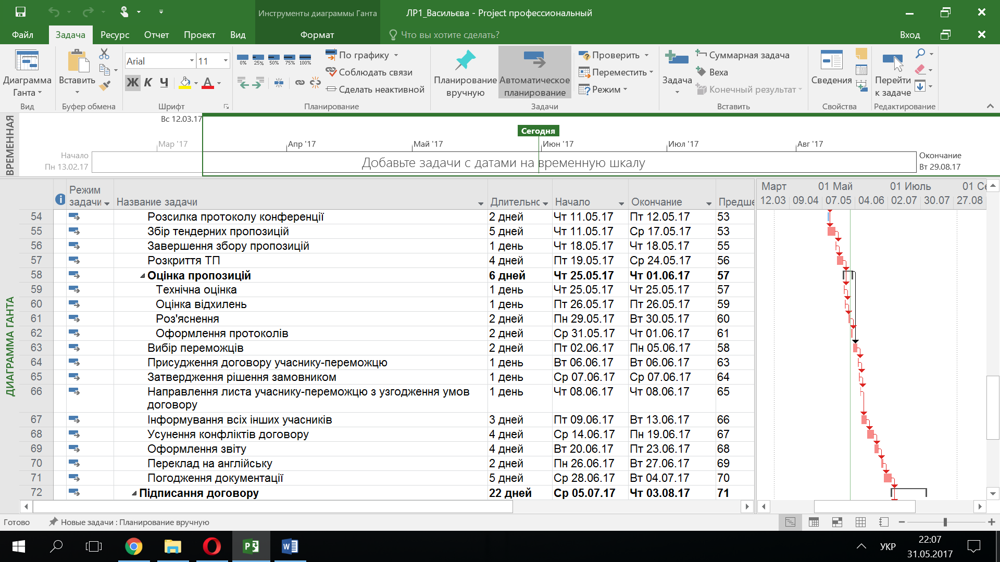 Инструменты диаграммы Ганта
ЛР1_Васильєва - Project профессиональный
Файл
Задача
Ресурс
Отчет
Проект
Вид
Формат
Что вы хотите сделать?
Вход
Диаграмма
Ганта
Вид
Вставить
Буфер обмена
Arial
11
Ж К Ч
А
Шрифт
0% 25% 50% 75% 100%
По графику
Соблюдать связи
Сделать неактивной
Планирование
Планирование
вручную
Автоматическое
планирование
Проверить
Переместить
Режим
Задачи
Задача
Суммарная задача
Веха
Конечный результат
Вставить
Сведения
Свойства
Перейти
к задаче
Редактирование
ВРЕМЕННАЯ
Вс 12.03.17
Сегодня
Мар '17
Апр '17
Май '17
Июн '17
Июл '17
Авг '17
Начало
Пн 13.02.17
Добавьте задачи с датами на временную шкалу
Окончание
Вт 29.08.17
ДИАГРАММА ГАНТА
Режим
задачи
Название задачи
Длительнс
Начало
Окончание
Предше
Март
01 Май
01 Июль
01 Се
12.03 09.04 07.05 04.06 02.07 30.07 27.08
54 Розсилка протоколу конференції 2 дней Чт 11.05.17 Пт 12.05.17 53
55 Збір тендерних пропозицій 5 дней Чт 11.05.17 Ср 17.05.17 53
56 Завершення збору пропозицій 1 день Чт 18.05.17 Чт 18.05.17 55
57 Розкриття ТП 4 дней Пт 19.05.17 Ср 24.05.17 56
58 Оцінка пропозицій 6 дней Чт 25.05.17 Чт 01.06.17 57
59 Технічна оцінка 1 день Чт 25.05.17 Чт 25.05.17 57
60 Оцінка відхилень 1 день Пт 26.05.17 Пт 26.05.17 59
61 Роз'яснення 2 дней Пн 29.05.17 Вт 30.05.17 60
62 Оформлення протоколів 2 дней Ср 31.05.17 Чт 01.06.17 61
63 Вибір переможців 2 дней Пт 02.06.17 Пн 05.06.17 58
64 Присудження договору учаснику-переможцю 1 день Вт 06.06.17 Вт 06.06.17 63
65 Затвердження рішення замовником 1 день Ср 07.06.17 Ср 07.06.17 64
66 Направлення листа учаснику-переможцю з узгодження умов 1 день Чт 08.06.17 Чт 08.06.17 65
договору
67 Інформування всіх інших учасників 3 дней Пт 09.06.17 Вт 13.06.17 66
68 Усунення конфліктів договору 4 дней Ср 14.06.17 Пн 19.06.17 67
69 Оформлення звіту 4 дней Вт 20.06.17 Пт 23.06.17 68
70 Переклад на англійську 2 дней Пн 26.06.17 Вт 27.06.17 69
71 Погодження документації 5 дней Ср 28.06.17 Вт 04.07.17 70
72 Підписання договору 22 дней Ср 05.07.17 Чт 03.08.17 71
Готово
Новые задачи : Планирование вручную
УКР
22:07
31.05.2017